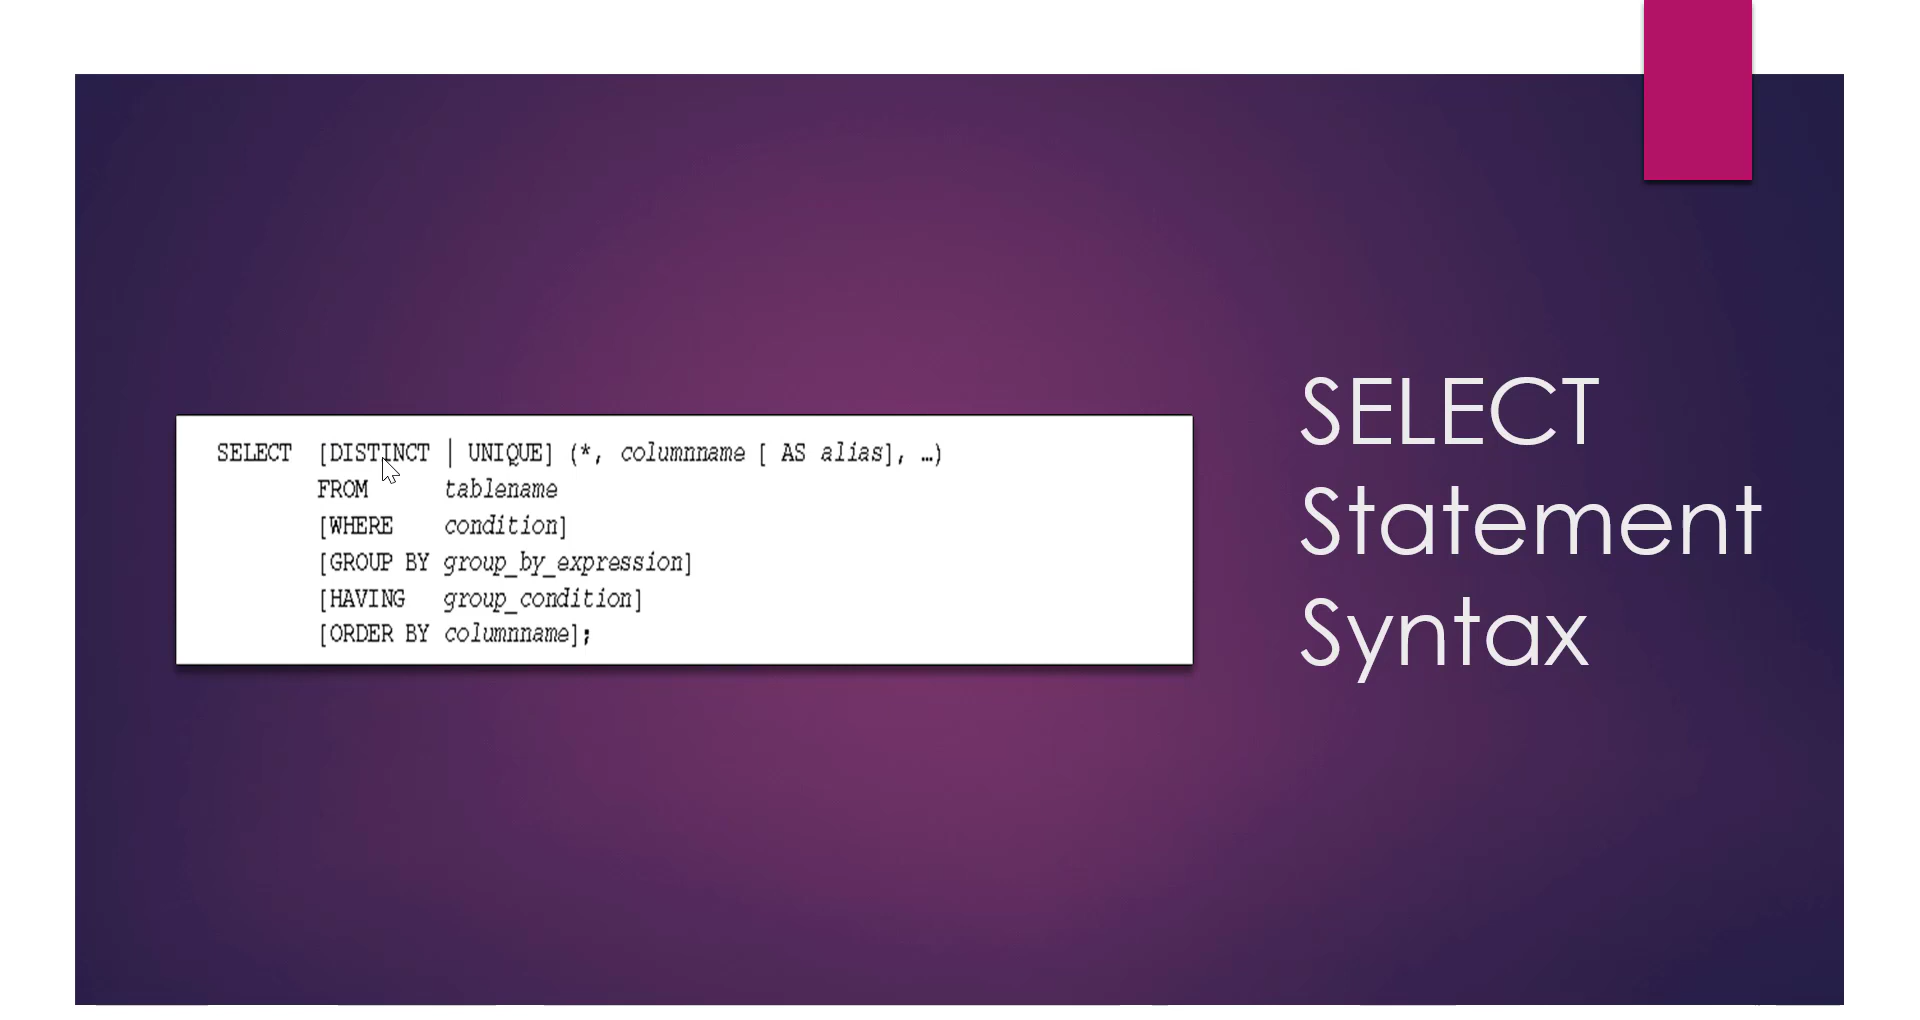 SELECT [DISTINCT | UNIQUE] (*, columnname [ AS alias], …)
FROM tablename
[WHERE condition]
[GROUP BY group_by_expression]
[HAVING group_condition]
[ORDER BY columnname];
SELECT
Statement
Syntax